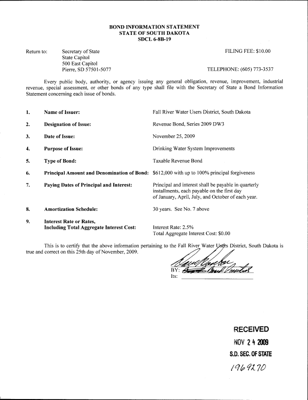 BOND INFORMATION STATEMENT
STATE OF SOUTH DAKOTA
SDCL 6-8B-19
Return to: Secretary of State FILING FEE: $10.00
State Capitol
500 East Capitol
Pierre, SD 57501-5077 TELEPHONE: (605) 773-3537
Every public body, authority, or agency issuing any general obligation, revenue, improvement, industrial
revenue, special assessment, or other bonds of any type shall file with the Secretary of State a Bond Information
Statement concerning each issue of bonds.
1. Name of Issuer: Fall River Water Users District, South Dakota
2. Designation of Issue: Revenue Bond, Series 2009 DW3
3. Date of Issue: November 25, 2009
4. Purpose of Issue: Drinking Water System Improvements
5. Type of Bond: Taxable Revenue Bond
6. Principal Amount and Denomination of Bond: $612,000 with up to 100% principal forgiveness
7. Paying Dates of Principal and Interest: Principal and interest shall be payable in quarterly
installments, each payable on the first day
of January, April, July, and October of each year.
8. Amortization Schedule: 30 years. See No. 7 above
9. Interest Rate or Rates,
Including Total Aggregate Interest Cost: Interest Rate: 2.5%
Total Aggregate Interest Cost: $0.00
This is to certify that the above information pertaining to the Fall River Water Users District, South Dakota is
true and correct on this 25th day of November, 2009.
BY:
Its:
RECEIVED
NOV 24 2009
S.D. SEC. OF STATE
1969270